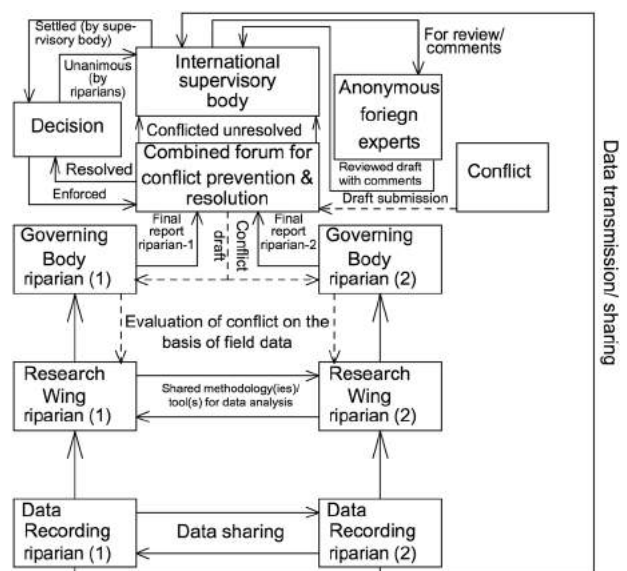 Settled (by supe-
rvisory body)
Unanimous (by
riparians)
International
supervisory
body
For review/
comments
Decision
Anonymous
foriegn
experts
Conflicted unresolved
Resolved
Enforced
Combined forum for
conflict prevention &
resolution
Reviewed draft
with comments
Conflict
Draft submission
Final
report
riparian-1
Conflict
draft
Final
report
riparian-2
Governing
Body
riparian (1)
Governing
Body
riparian (2)
Evaluation of conflict on the
basis of field data
Research
Wing
riparian (1)
Shared methodology(ies)/
tool(s) for data analysis
Research
Wing
riparian (2)
Data
Recording
riparian (1)
Data sharing
Data
Recording
riparian (2)
Data transmission/ sharing